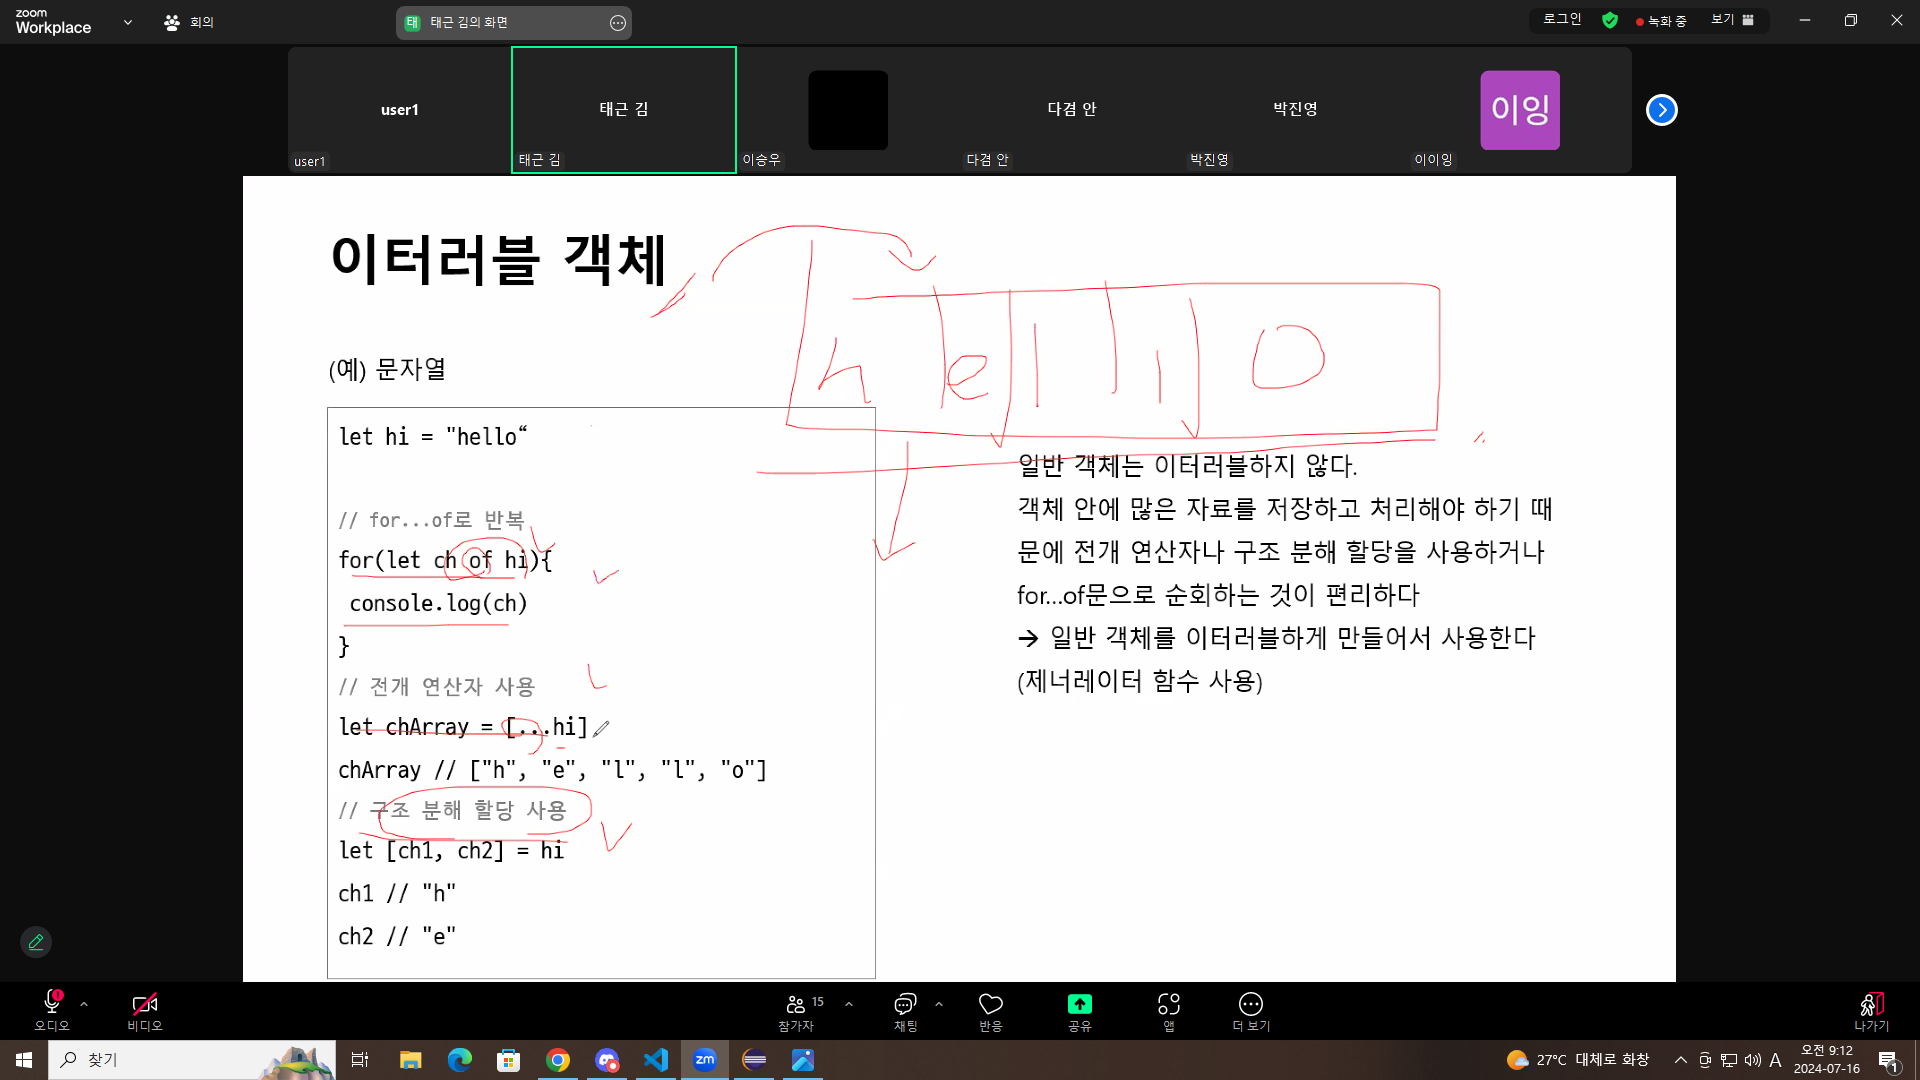 zoom
Workplace
회의
태 태근 김의 화면
로그인
녹화 중
보기
user1
user1
태근 김
태근 김
이승우
다겸 안
다겸 안
박진영
박진영
이잉
이이잉
이터러블 객체
h e l l o
(예) 문자열
let hi = "hello“
// for...of로 반복
for(let ch of hi){
console.log(ch)
}
// 전개 연산자 사용
let chArray = [...hi]
chArray // ["h", "e", "l", "l", "o"]
// 구조 분해 할당 사용
let [ch1, ch2] = hi
ch1 // "h"
ch2 // "e"
일반 객체는 이터러블하지 않다.
객체 안에 많은 자료를 저장하고 처리해야 하기 때
문에 전개 연산자나 구조 분해 할당을 사용하거나
for...of문으로 순회하는 것이 편리하다
→ 일반 객체를 이터러블하게 만들어서 사용한다
(제너레이터 함수 사용)
오디오
비디오
참가자
15
채팅
반응
공유
앱
더 보기
나가기
찾기
zm
27°C 대체로 화창
A
오전 9:12
2024-07-16
1